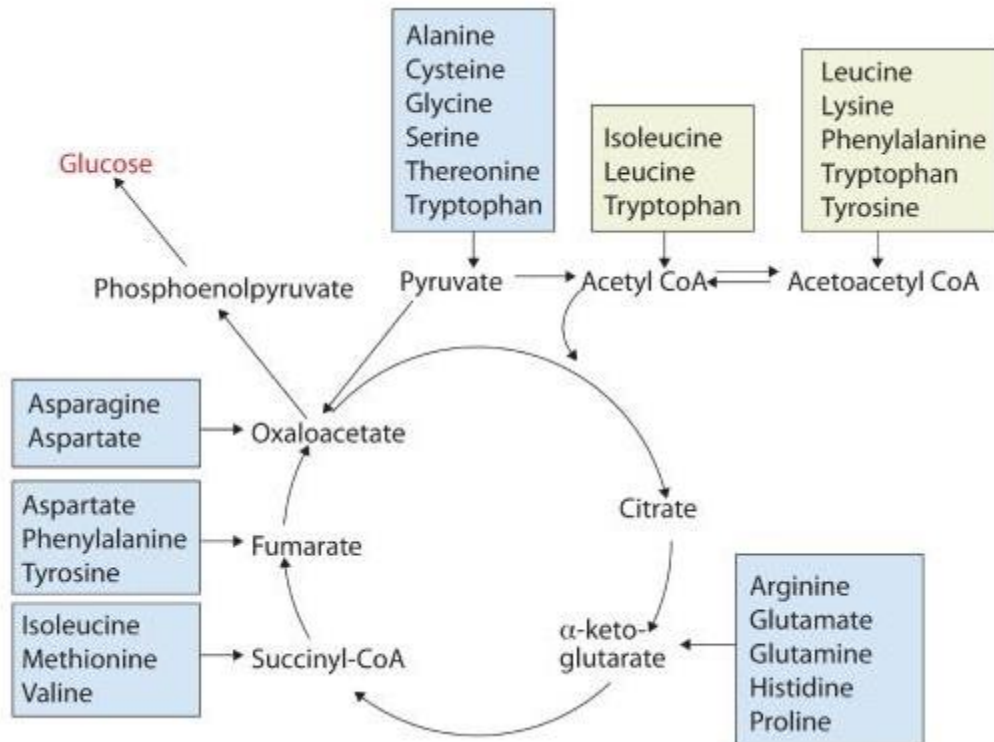 Alanine
Cysteine
Glycine
Serine
Thereonine
Tryptophan
Isoleucine
Leucine
Tryptophan
Leucine
Lysine
Phenylalanine
Tryptophan
Tyrosine
Glucose
Phosphoenolpyruvate
Pyruvate
Acetyl CoA
Acetoacetyl CoA
Asparagine
Aspartate
Oxaloacetate
Aspartate
Phenylalanine
Tyrosine
Fumarate
Citrate
Isoleucine
Methionine
Valine
Succinyl-CoA
α-keto-
glutarate
Arginine
Glutamate
Glutamine
Histidine
Proline